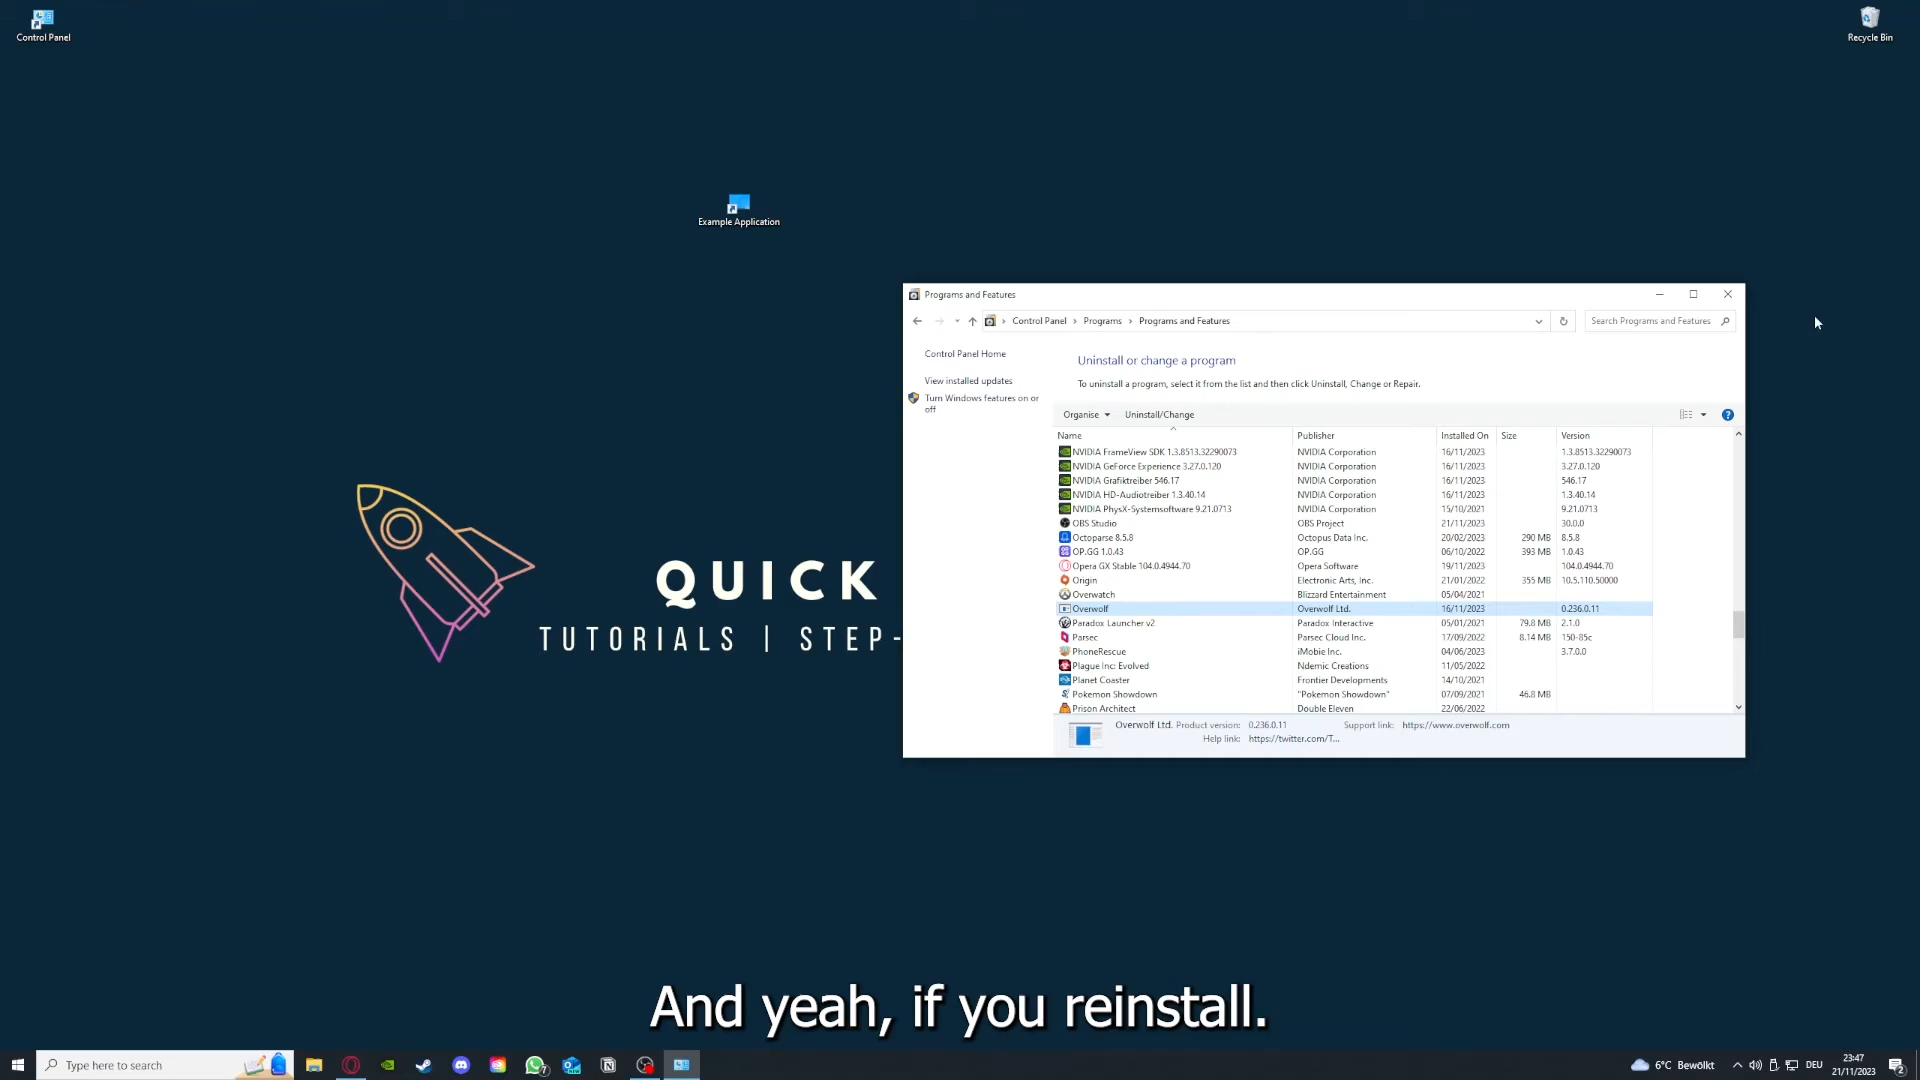 Control Panel
Recycle Bin
Example Application
QUICK
TUTORIALS | STEP-
Programs and Features
Control Panel > Programs > Programs and Features
Search Programs and Features
Control Panel Home
View installed updates
Turn Windows features on or
off
Uninstall or change a program
To uninstall a program, select it from the list and then click Uninstall, Change or Repair.
Organise Uninstall/Change
Name Publisher Installed On Size Version
NVIDIA FrameView SDK 1.3.8513.32290073 NVIDIA Corporation 16/11/2023 1.3.8513.32290073
NVIDIA GeForce Experience 3.27.0.120 NVIDIA Corporation 16/11/2023 3.27.0.120
NVIDIA Grafiktreiber 546.17 NVIDIA Corporation 16/11/2023 546.17
NVIDIA HD-Audiotreiber 1.3.40.14 NVIDIA Corporation 16/11/2023 1.3.40.14
NVIDIA PhysX-Systemsoftware 9.21.0713 NVIDIA Corporation 15/10/2021 9.21.0713
OBS Studio OBS Project 21/11/2023 30.0.0
Octoparse 8.5.8 Octopus Data Inc. 20/02/2023 290 MB 8.5.8
OP.GG 1.0.43 OP.GG 06/10/2022 393 MB 1.0.43
Opera GX Stable 104.0.4944.70 Opera Software 19/11/2023 104.0.4944.70
Origin Electronic Arts, Inc. 21/01/2022 355 MB 10.5.110.50000
Overwatch Blizzard Entertainment 05/04/2021
Overwolf Overwolf Ltd. 16/11/2023 0.236.0.11
Paradox Launcher v2 Paradox Interactive 05/01/2021 79.8 MB 2.1.0
Parsec Parsec Cloud Inc. 17/09/2022 8.14 MB 150-85c
PhoneRescue iMobie Inc. 04/06/2023 3.7.0.0
Plague Inc: Evolved Ndemic Creations 11/05/2022
Planet Coaster Frontier Developments 14/10/2021
Pokemon Showdown "Pokemon Showdown" 07/09/2021 46.8 MB
Prison Architect Double Eleven 22/06/2022
Overwolf Ltd. Product version: 0.236.0.11 Support link: https://www.overwolf.com
Help link: https://twitter.com/T...
And yeah, if you reinstall.
Type here to search
7
6°C Bewölkt
DEU
23:47
21/11/2023
2